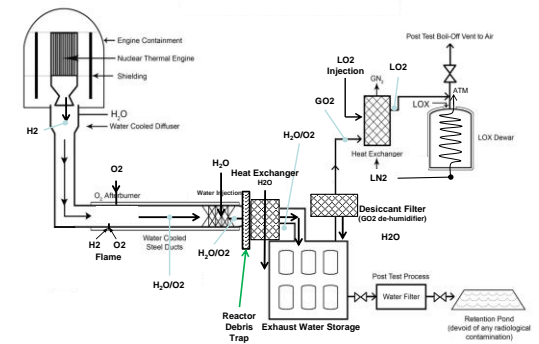 Engine Containment
Nuclear Thermal Engine
Shielding
H2O
Water Cooled Diffuser
H2
O2
O2 Afterburner
H2O
Water Injection
Heat Exchanger
H2O
H2O/O2
H2 O2
Flame
Water Cooled
Steel Ducts
H2O/O2
H2O/O2
Reactor
Debris
Trap
Exhaust Water Storage
Post Test Boil-Off Vent to Air
LO2
Injection
GN2
LO2
GO2
ATM
LOX
LOX Dewar
Heat Exchanger
LN2
Desiccant Filter
(GO2 de-humidifier)
H2O
Post Test Process
Water Filter
Retention Pond
(devoid of any radiological
contamination)